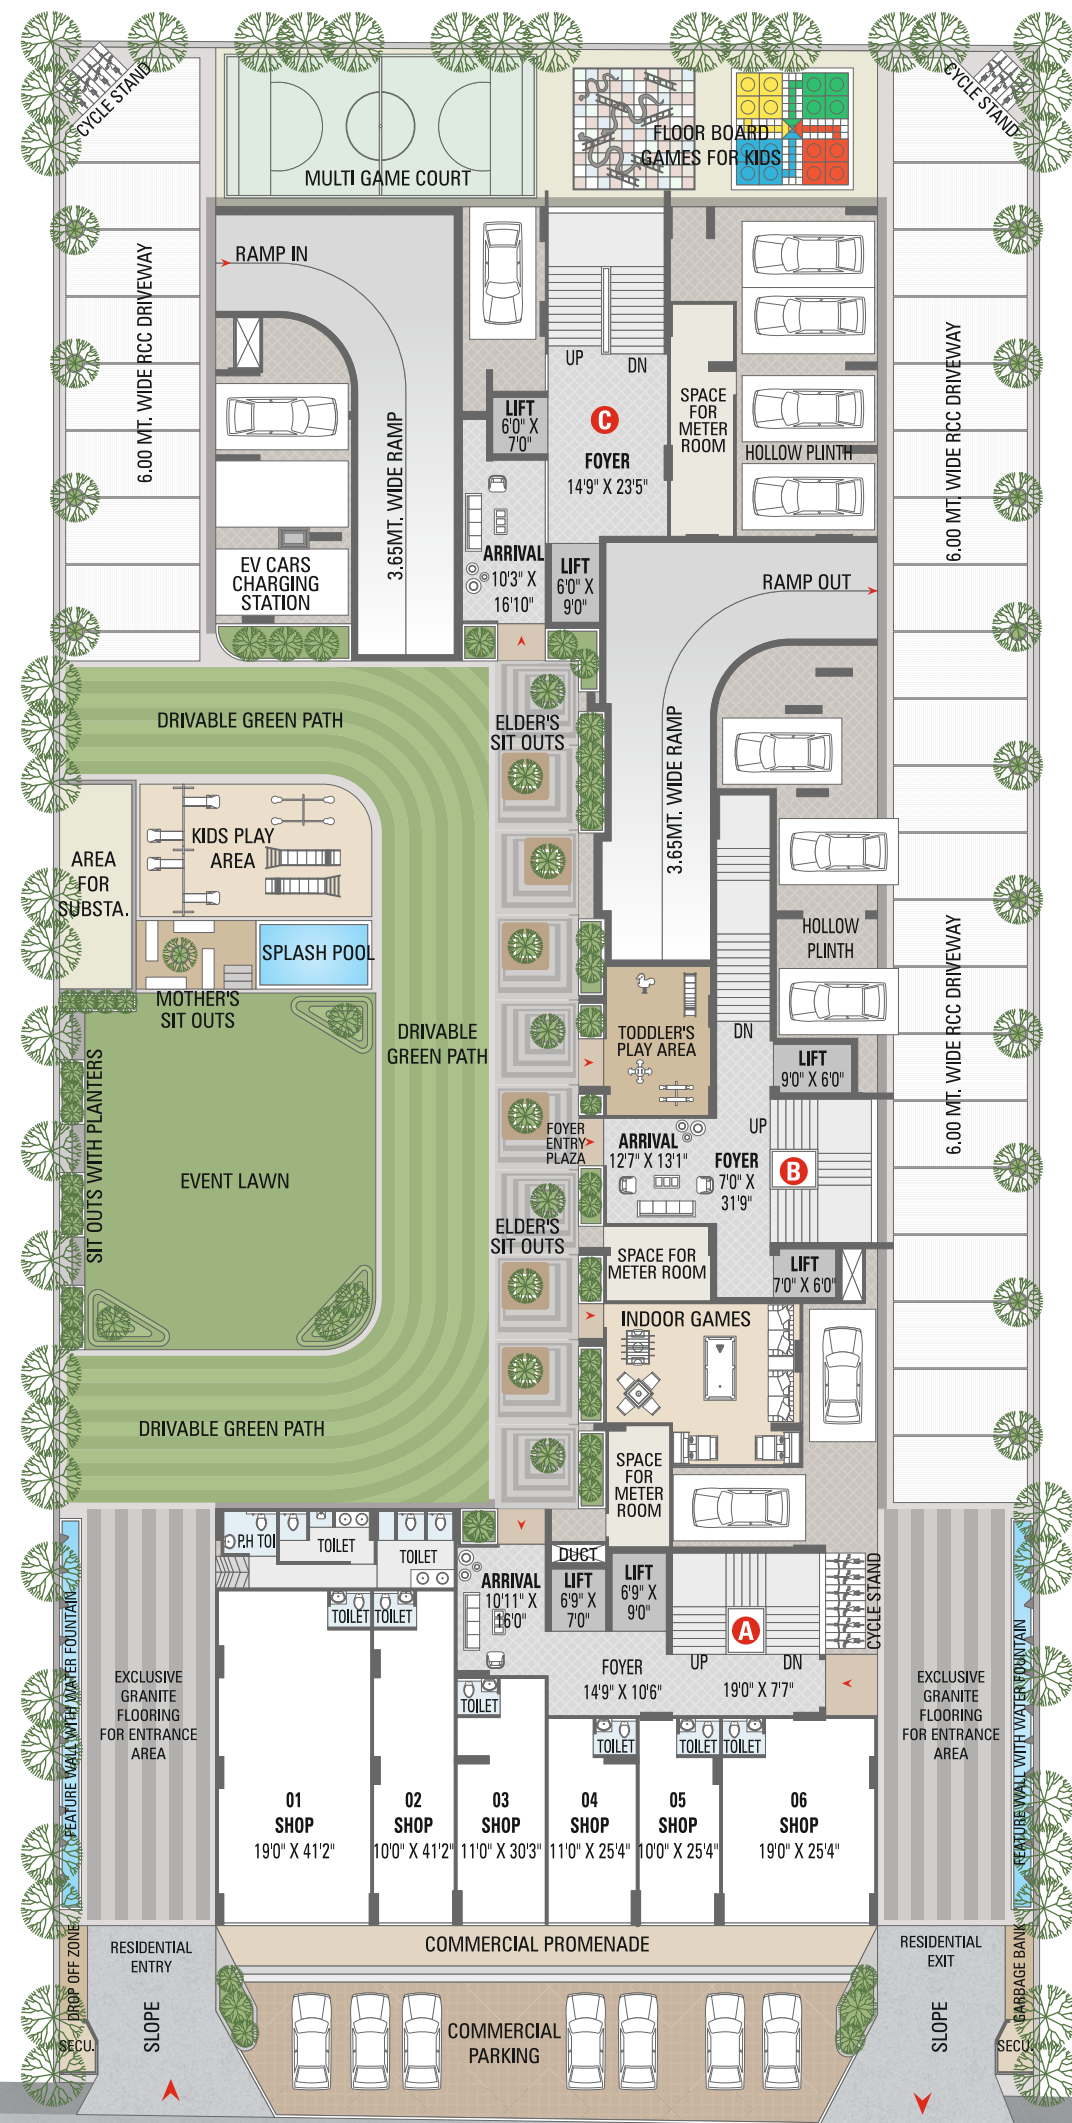 CYCLE STAND
CYCLE STAND
MULTI GAME COURT
FLOOR BOARD
GAMES FOR KIDS
RAMP IN
6.00 MT. WIDE RCC DRIVEWAY
3.65MT. WIDE RAMP
UP
DN
LIFT
6'0" X
7'0"
C
FOYER
14'9" X 23'5"
SPACE
FOR
METER
ROOM
HOLLOW PLINTH
6.00 MT. WIDE RCC DRIVEWAY
EV CARS
CHARGING
STATION
ARRIVAL
10'3" X
16'10"
LIFT
6'0" X
9'0"
RAMP OUT
DRIVABLE GREEN PATH
ELDER'S
SIT OUTS
3.65MT. WIDE RAMP
KIDS PLAY
AREA
AREA
FOR
SUBSTA.
SPLASH POOL
MOTHER'S
SIT OUTS
HOLLOW
PLINTH
6.00 MT. WIDE RCC DRIVEWAY
DRIVABLE
GREEN PATH
TODDLER'S
PLAY AREA
DN
LIFT
9'0" X 6'0"
SIT OUTS WITH PLANTERS
EVENT LAWN
FOYER
ENTRY
PLAZA
ARRIVAL
12'7" X 13'1"
UP
FOYER
7'0" X
31'9"
B
ELDER'S
SIT OUTS
SPACE FOR
METER ROOM
LIFT
7'0" X 6'0"
INDOOR GAMES
DRIVABLE GREEN PATH
SPACE
FOR
METER
ROOM
P.H TOI
TOILET
TOILET
DUCT
ARRIVAL
10'11" X
16'0"
LIFT
6'9" X
7'0"
LIFT
6'9" X
9'0"
A
CYCLE STAND
TOILET
TOILET
UP
DN
FOYER
14'9" X 10'6"
19'0" X 7'7"
FEATURE WALL WITH WATER FOUNTAIN
EXCLUSIVE
GRANITE
FLOORING
FOR ENTRANCE
AREA
EXCLUSIVE
GRANITE
FLOORING
FOR ENTRANCE
AREA
FEATURE WALL WITH WATER FOUNTAIN
TOILET
TOILET
TOILET
TOILET
01
SHOP
19'0" X 41'2"
02
SHOP
10'0" X 41'2"
03
SHOP
11'0" X 30'3"
04
SHOP
11'0" X 25'4"
05
SHOP
10'0" X 25'4"
06
SHOP
19'0" X 25'4"
DROP OFF ZONE
RESIDENTIAL
ENTRY
COMMERCIAL PROMENADE
RESIDENTIAL
EXIT
GARBAGE BANK
SECU.
SLOPE
COMMERCIAL
PARKING
SLOPE
SECU.